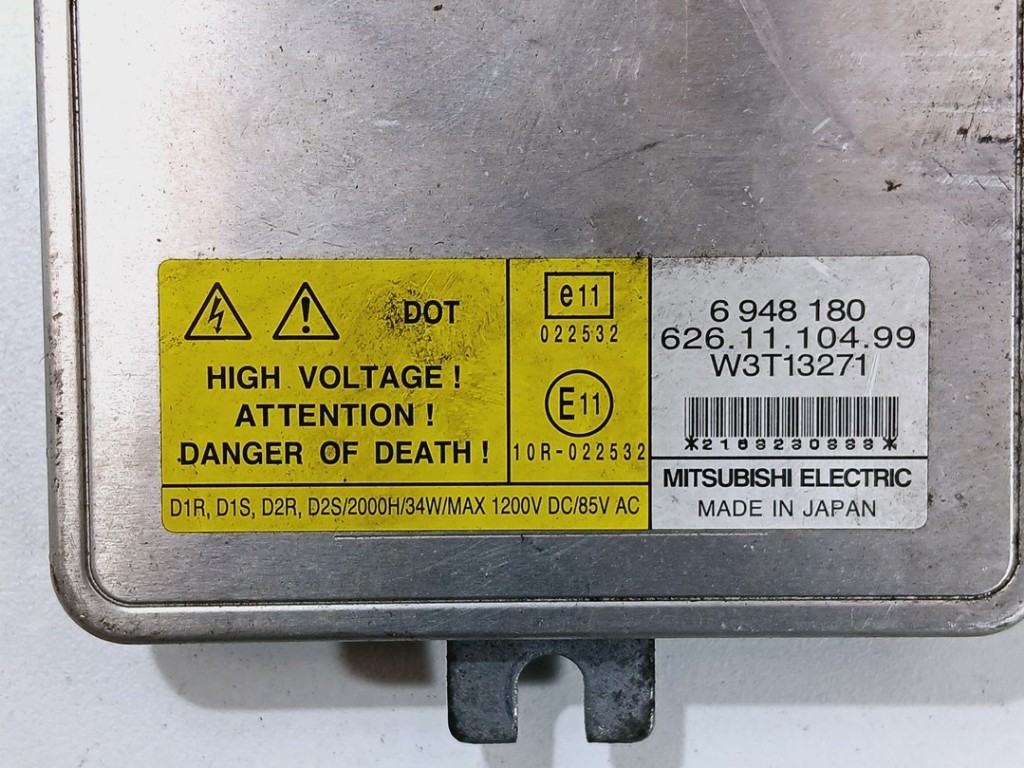 DOT
HIGH VOLTAGE !
ATTENTION !
DANGER OF DEATH !
e11
022532
E11
10R-022532
D1R, D1S, D2R, D2S/2000H/34W/MAX 1200V DC/85V AC
6 948 180
626.11.104.99
W3T13271
MITSUBISHI ELECTRIC
MADE IN JAPAN